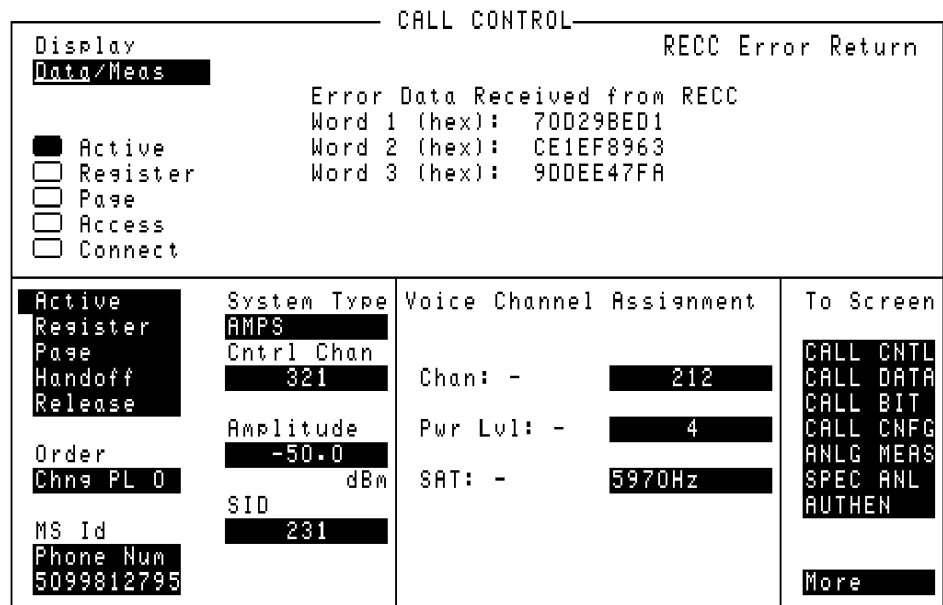 CALL CONTROL
Display
Data/Meas
RECC Error Return
Error Data Received from RECC
Word 1 (hex): 70D29BED1
Word 2 (hex): CE1EF8963
Word 3 (hex): 9DDEE47FA
Active
Register
Page
Access
Connect
Active
Register
Page
Handoff
Release
Order
Chng PL 0
MS Id
Phone Num
5099812795
System Type
AMPS
Cntrl Chan
321
Amplitude
-50.0
dBm
SID
231
Voice Channel Assignment
Chan: - 212
Pwr Lvl: - 4
SAT: - 5970Hz
To Screen
CALL CNTL
CALL DATA
CALL BIT
CALL CNFG
ANLG MEAS
SPEC ANL
AUTHEN
More